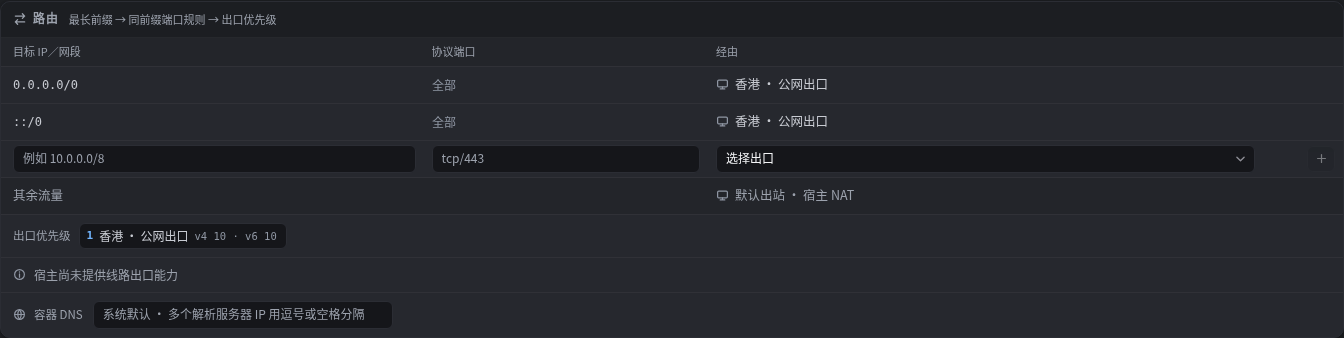 路由 最长前缀 → 同前缀端口规则 → 出口优先级
目标 IP／网段 协议端口 经由
0.0.0.0/0 全部 香港 · 公网出口
::/0 全部 香港 · 公网出口
例如 10.0.0.0/8 tcp/443 选择出口 +
其余流量 默认出站 · 宿主 NAT
出口优先级 1 香港 · 公网出口 v4 10 · v6 10
宿主尚未提供线路出口能力
容器 DNS 系统默认 · 多个解析服务器 IP 用逗号或空格分隔